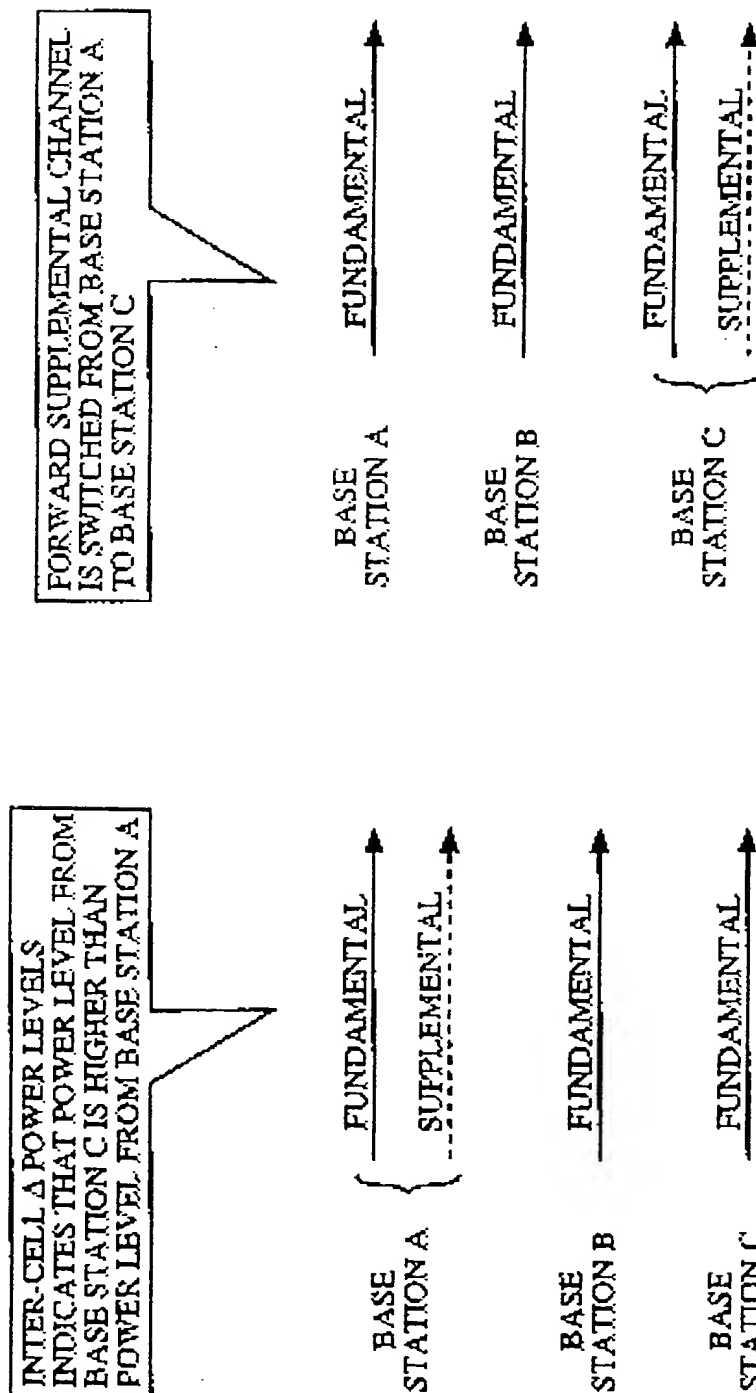 INTER-CELL Δ POWER LEVELS
INDICATES THAT POWER LEVEL FROM
BASE STATION C IS HIGHER THAN
POWER LEVEL FROM BASE STATION A
BASE
STATION A
FUNDAMENTAL
SUPPLEMENTAL
BASE
STATION B
FUNDAMENTAL
BASE
STATION C
FUNDAMENTAL
FORWARD SUPPLEMENTAL CHANNEL
IS SWITCHED FROM BASE STATION A
TO BASE STATION C
BASE
STATION A
FUNDAMENTAL
BASE
STATION B
FUNDAMENTAL
BASE
STATION C
FUNDAMENTAL
SUPPLEMENTAL